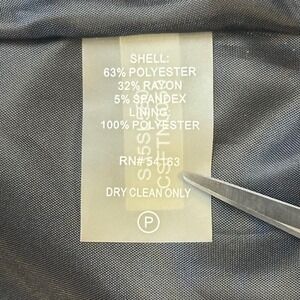 SHELL:
63% POLYESTER
32% RAYON
5% SPANDEX
LINING:
100% POLYESTER
RN# 54163
DRY CLEAN ONLY
P